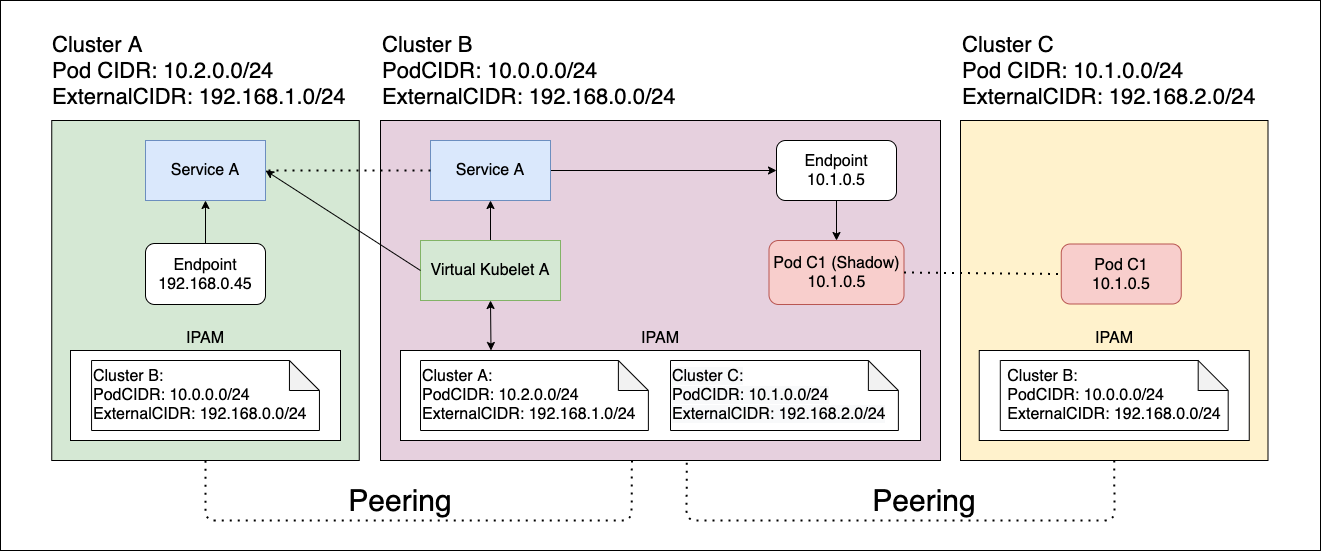 Cluster A
Pod CIDR: 10.2.0.0/24
ExternalCIDR: 192.168.1.0/24
Cluster B
PodCIDR: 10.0.0.0/24
ExternalCIDR: 192.168.0.0/24
Cluster C
Pod CIDR: 10.1.0.0/24
ExternalCIDR: 192.168.2.0/24
Service A
Service A
Endpoint
10.1.0.5
Endpoint
192.168.0.45
Virtual Kubelet A
Pod C1 (Shadow)
10.1.0.5
Pod C1
10.1.0.5
IPAM
Cluster B:
PodCIDR: 10.0.0.0/24
ExternalCIDR: 192.168.0.0/24
IPAM
Cluster A:
PodCIDR: 10.2.0.0/24
ExternalCIDR: 192.168.1.0/24
Cluster C:
PodCIDR: 10.1.0.0/24
ExternalCIDR: 192.168.2.0/24
IPAM
Cluster B:
PodCIDR: 10.0.0.0/24
ExternalCIDR: 192.168.0.0/24
Peering
Peering